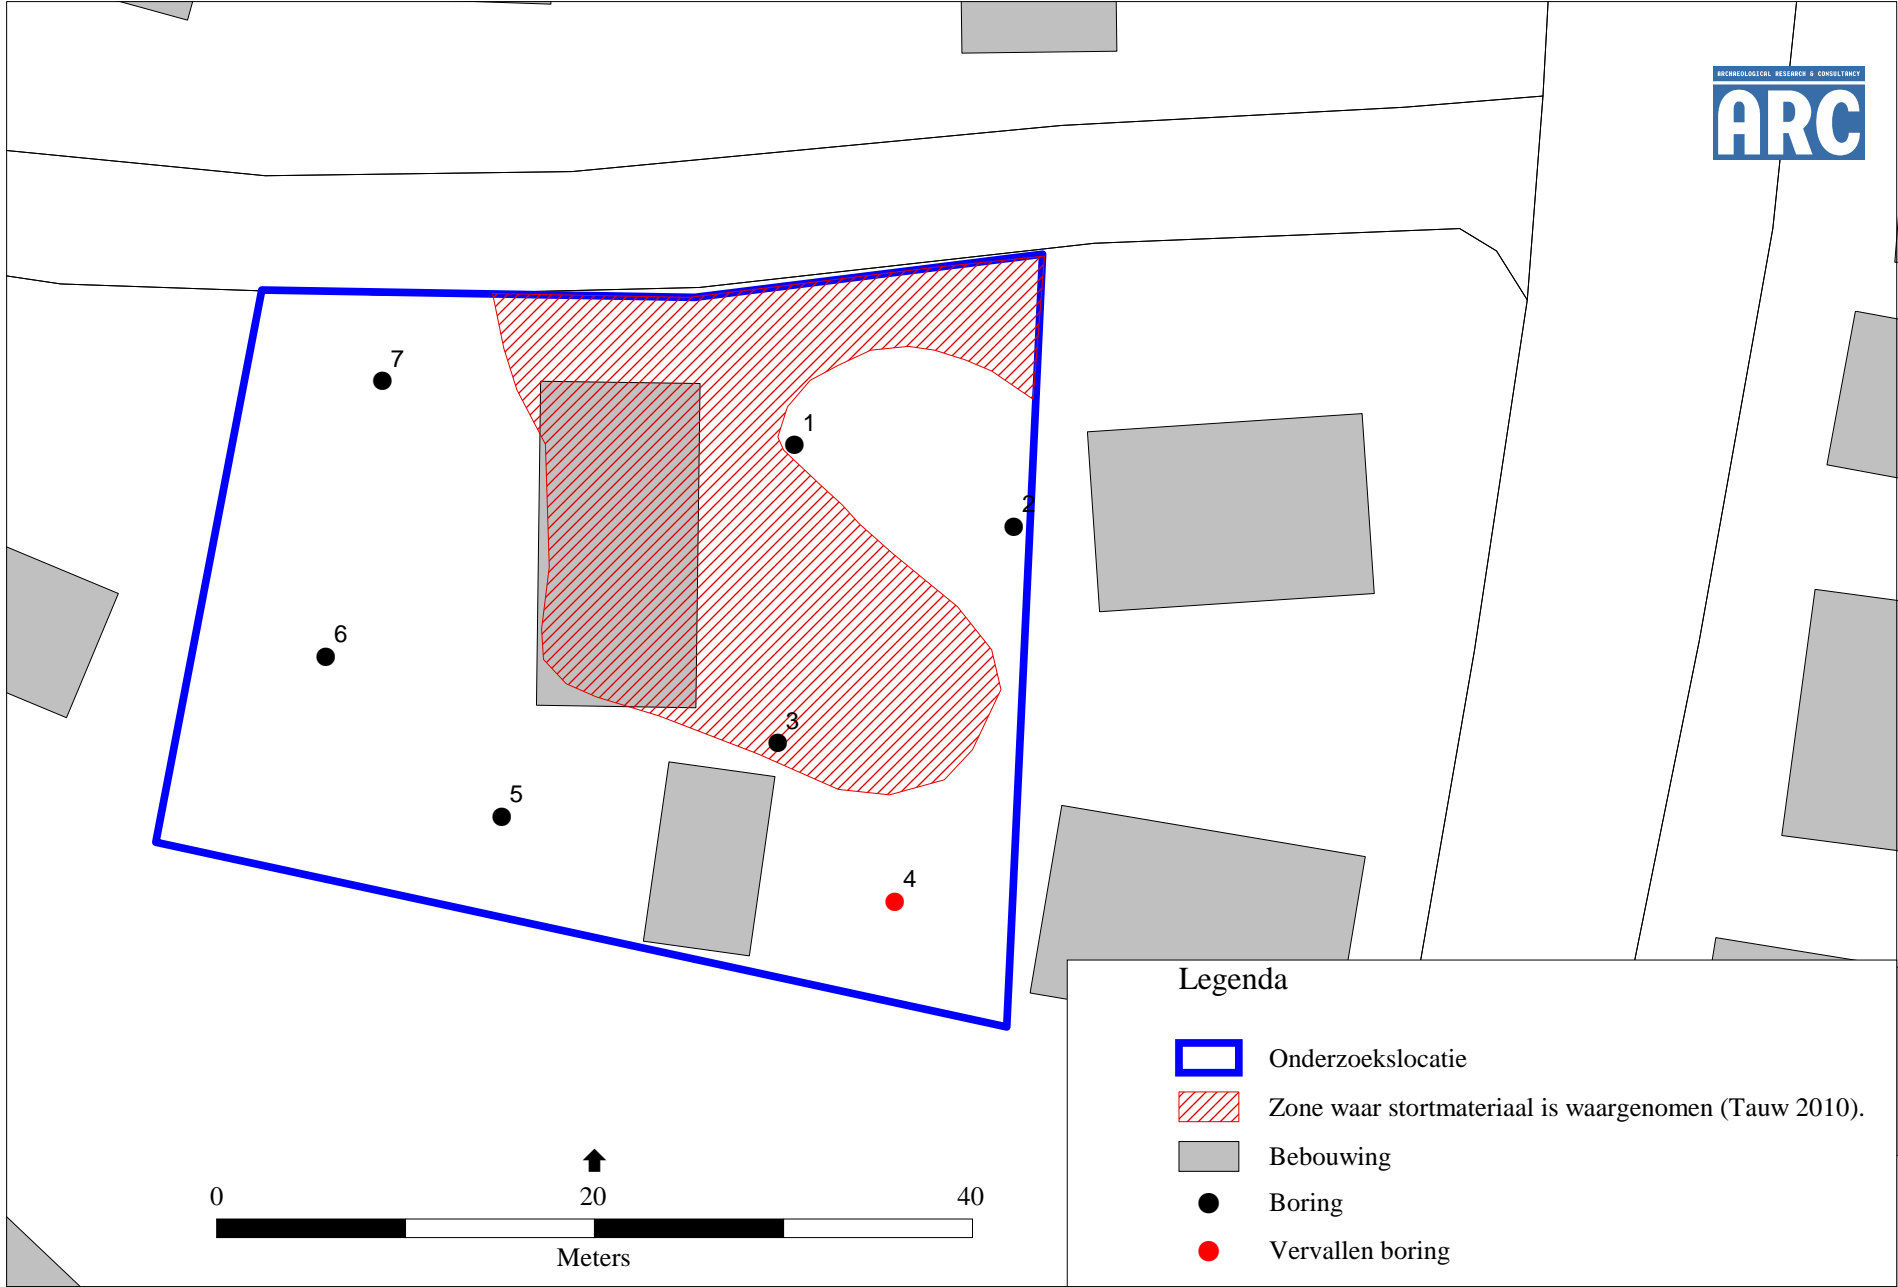 ARCHAEOLOGICAL RESEARCH & CONSULTANCY
ARC
7
1
2
6
3
5
4
Legenda
Onderzoekslocatie
Zone waar stortmateriaal is waargenomen (Tauw 2010).
Bebouwing
Boring
Vervallen boring
0 20 40
Meters